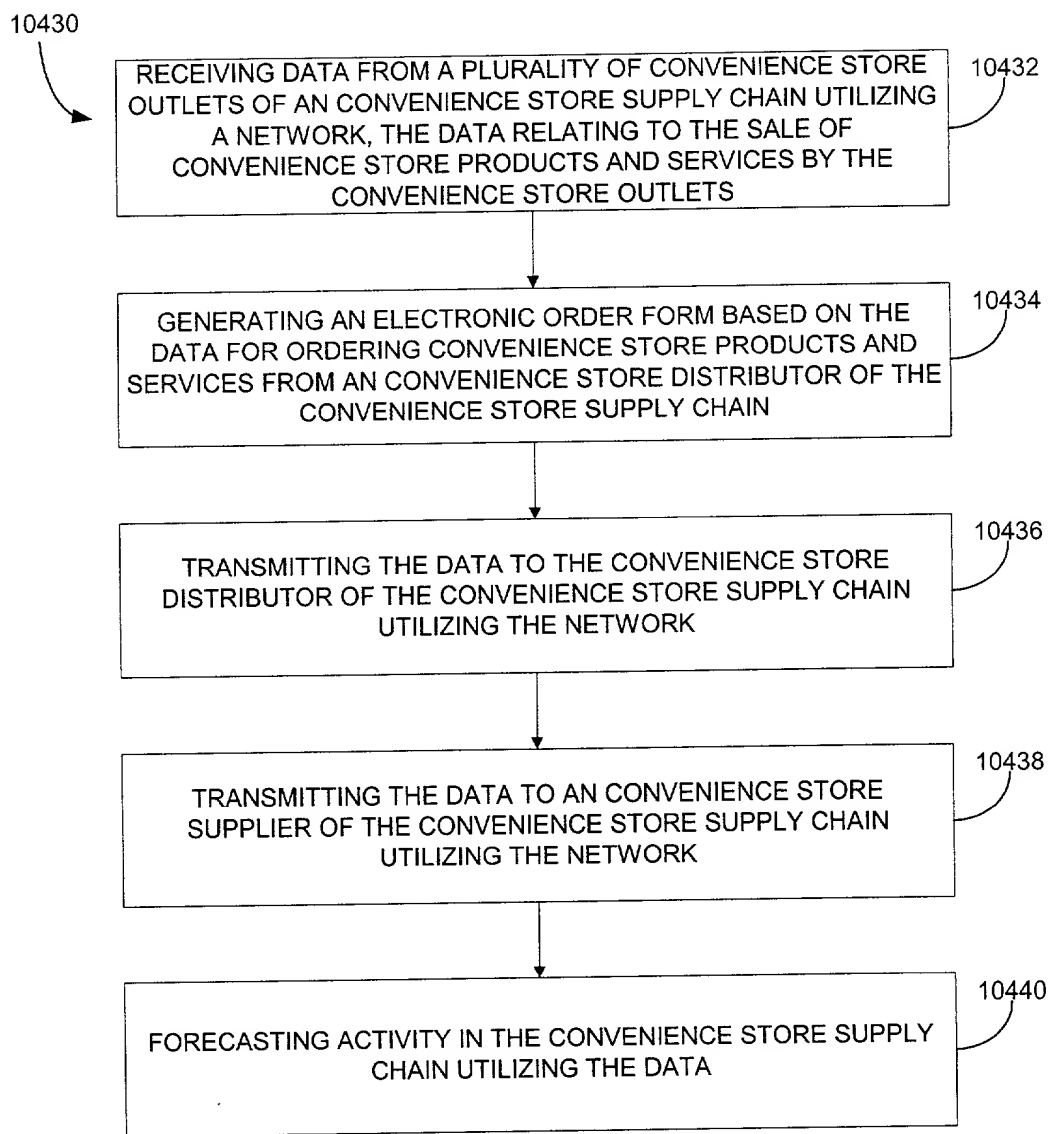 10430
RECEIVING DATA FROM A PLURALITY OF CONVENIENCE STORE
OUTLETS OF AN CONVENIENCE STORE SUPPLY CHAIN UTILIZING
A NETWORK, THE DATA RELATING TO THE SALE OF
CONVENIENCE STORE PRODUCTS AND SERVICES BY THE
CONVENIENCE STORE OUTLETS
10432
GENERATING AN ELECTRONIC ORDER FORM BASED ON THE
DATA FOR ORDERING CONVENIENCE STORE PRODUCTS AND
SERVICES FROM AN CONVENIENCE STORE DISTRIBUTOR OF THE
CONVENIENCE STORE SUPPLY CHAIN
10434
TRANSMITTING THE DATA TO THE CONVENIENCE STORE
DISTRIBUTOR OF THE CONVENIENCE STORE SUPPLY CHAIN
UTILIZING THE NETWORK
10436
TRANSMITTING THE DATA TO AN CONVENIENCE STORE
SUPPLIER OF THE CONVENIENCE STORE SUPPLY CHAIN
UTILIZING THE NETWORK
10438
FORECASTING ACTIVITY IN THE CONVENIENCE STORE SUPPLY
CHAIN UTILIZING THE DATA
10440